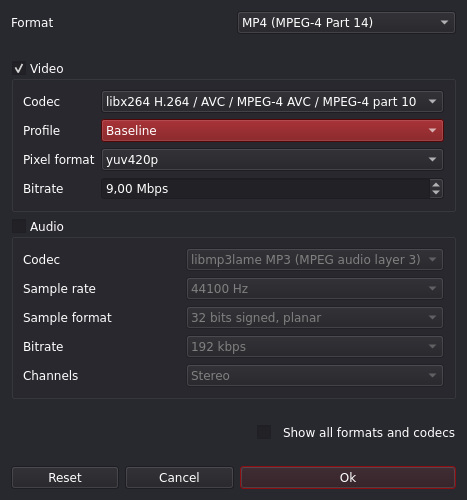 Format MP4 (MPEG-4 Part 14)
Video
Codec libx264 H.264 / AVC / MPEG-4 AVC / MPEG-4 part 10
Profile Baseline
Pixel format yuv420p
Bitrate 9,00 Mbps
Audio
Codec libmp3lame MP3 (MPEG audio layer 3)
Sample rate 44100 Hz
Sample format 32 bits signed, planar
Bitrate 192 kbps
Channels Stereo
Show all formats and codecs
Reset Cancel Ok